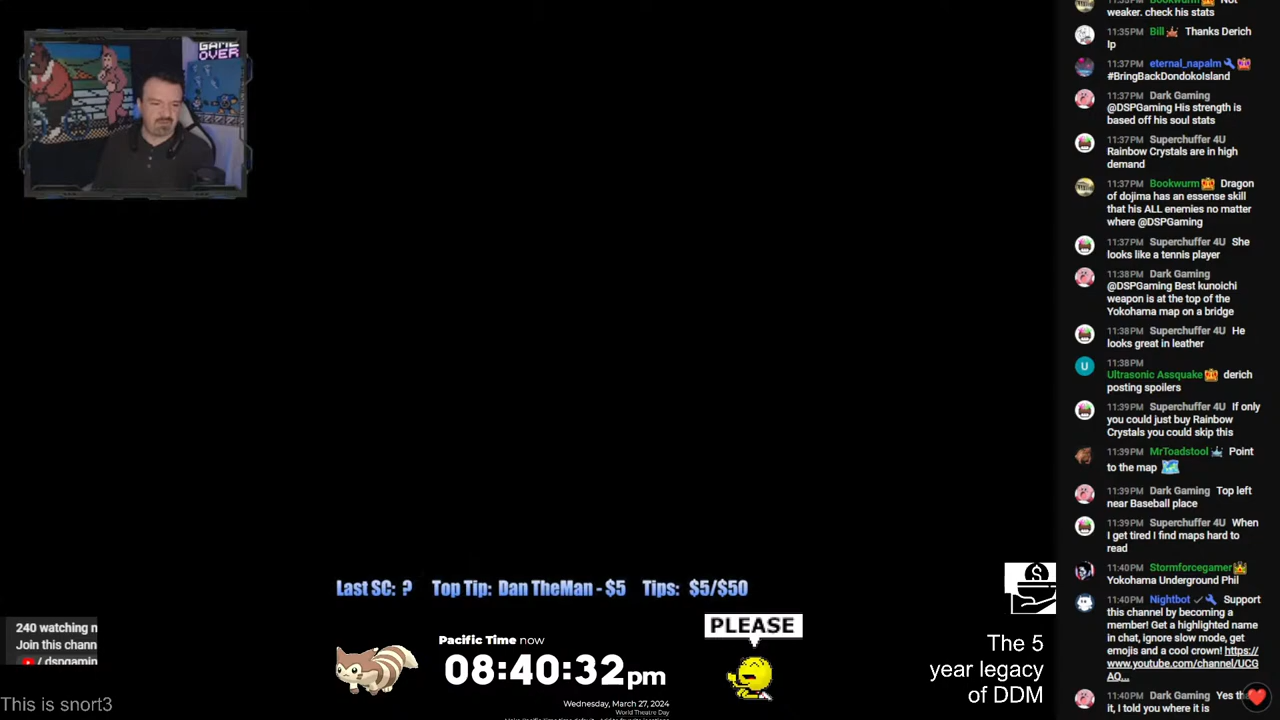 GAME
OVER
weaker. check his stats
11:35PM Bill Thanks Derich
lp
11:37PM eternal_napalm
#BringBackDondokoIsland
11:37PM Dark Gaming
@DSPGaming His strength is
based off his soul stats
11:37PM Superchuffer 4U
Rainbow Crystals are in high
demand
11:37PM Bookwurm Dragon
of dojima has an essense skill
that his ALL enemies no matter
where @DSPGaming
11:37PM Superchuffer 4U She
looks like a tennis player
11:38PM Dark Gaming
@DSPGaming Best kunoichi
weapon is at the top of the
Yokohama map on a bridge
11:38PM Superchuffer 4U He
looks great in leather
11:38PM
Ultrasonic Assquake derich
posting spoilers
11:39PM Superchuffer 4U If only
you could just buy Rainbow
Crystals you could skip this
11:39PM MrToadstool Point
to the map
11:39PM Dark Gaming Top left
near Baseball place
11:39PM Superchuffer 4U When
I get tired I find maps hard to
read
11:40PM Stormforcegamer
Yokohama Underground Phil
11:40PM Nightbot Support
this channel by becoming a
member! Get a highlighted name
in chat, ignore slow mode, get
emojis and a cool crown! https://
www.youtube.com/channel/UCG
AO...
11:40PM Dark Gaming Yes
it, I told you where it is
Last SC: ? Top Tip: Dan TheMan - $5 Tips: $5/$50
PLEASE
Pacific Time now
08:40:32pm
Wednesday, March 27, 2024
World Theatre Day
The 5
year legacy
of DDM
240 watching
Join this chann
/ dspgamin
This is snort3